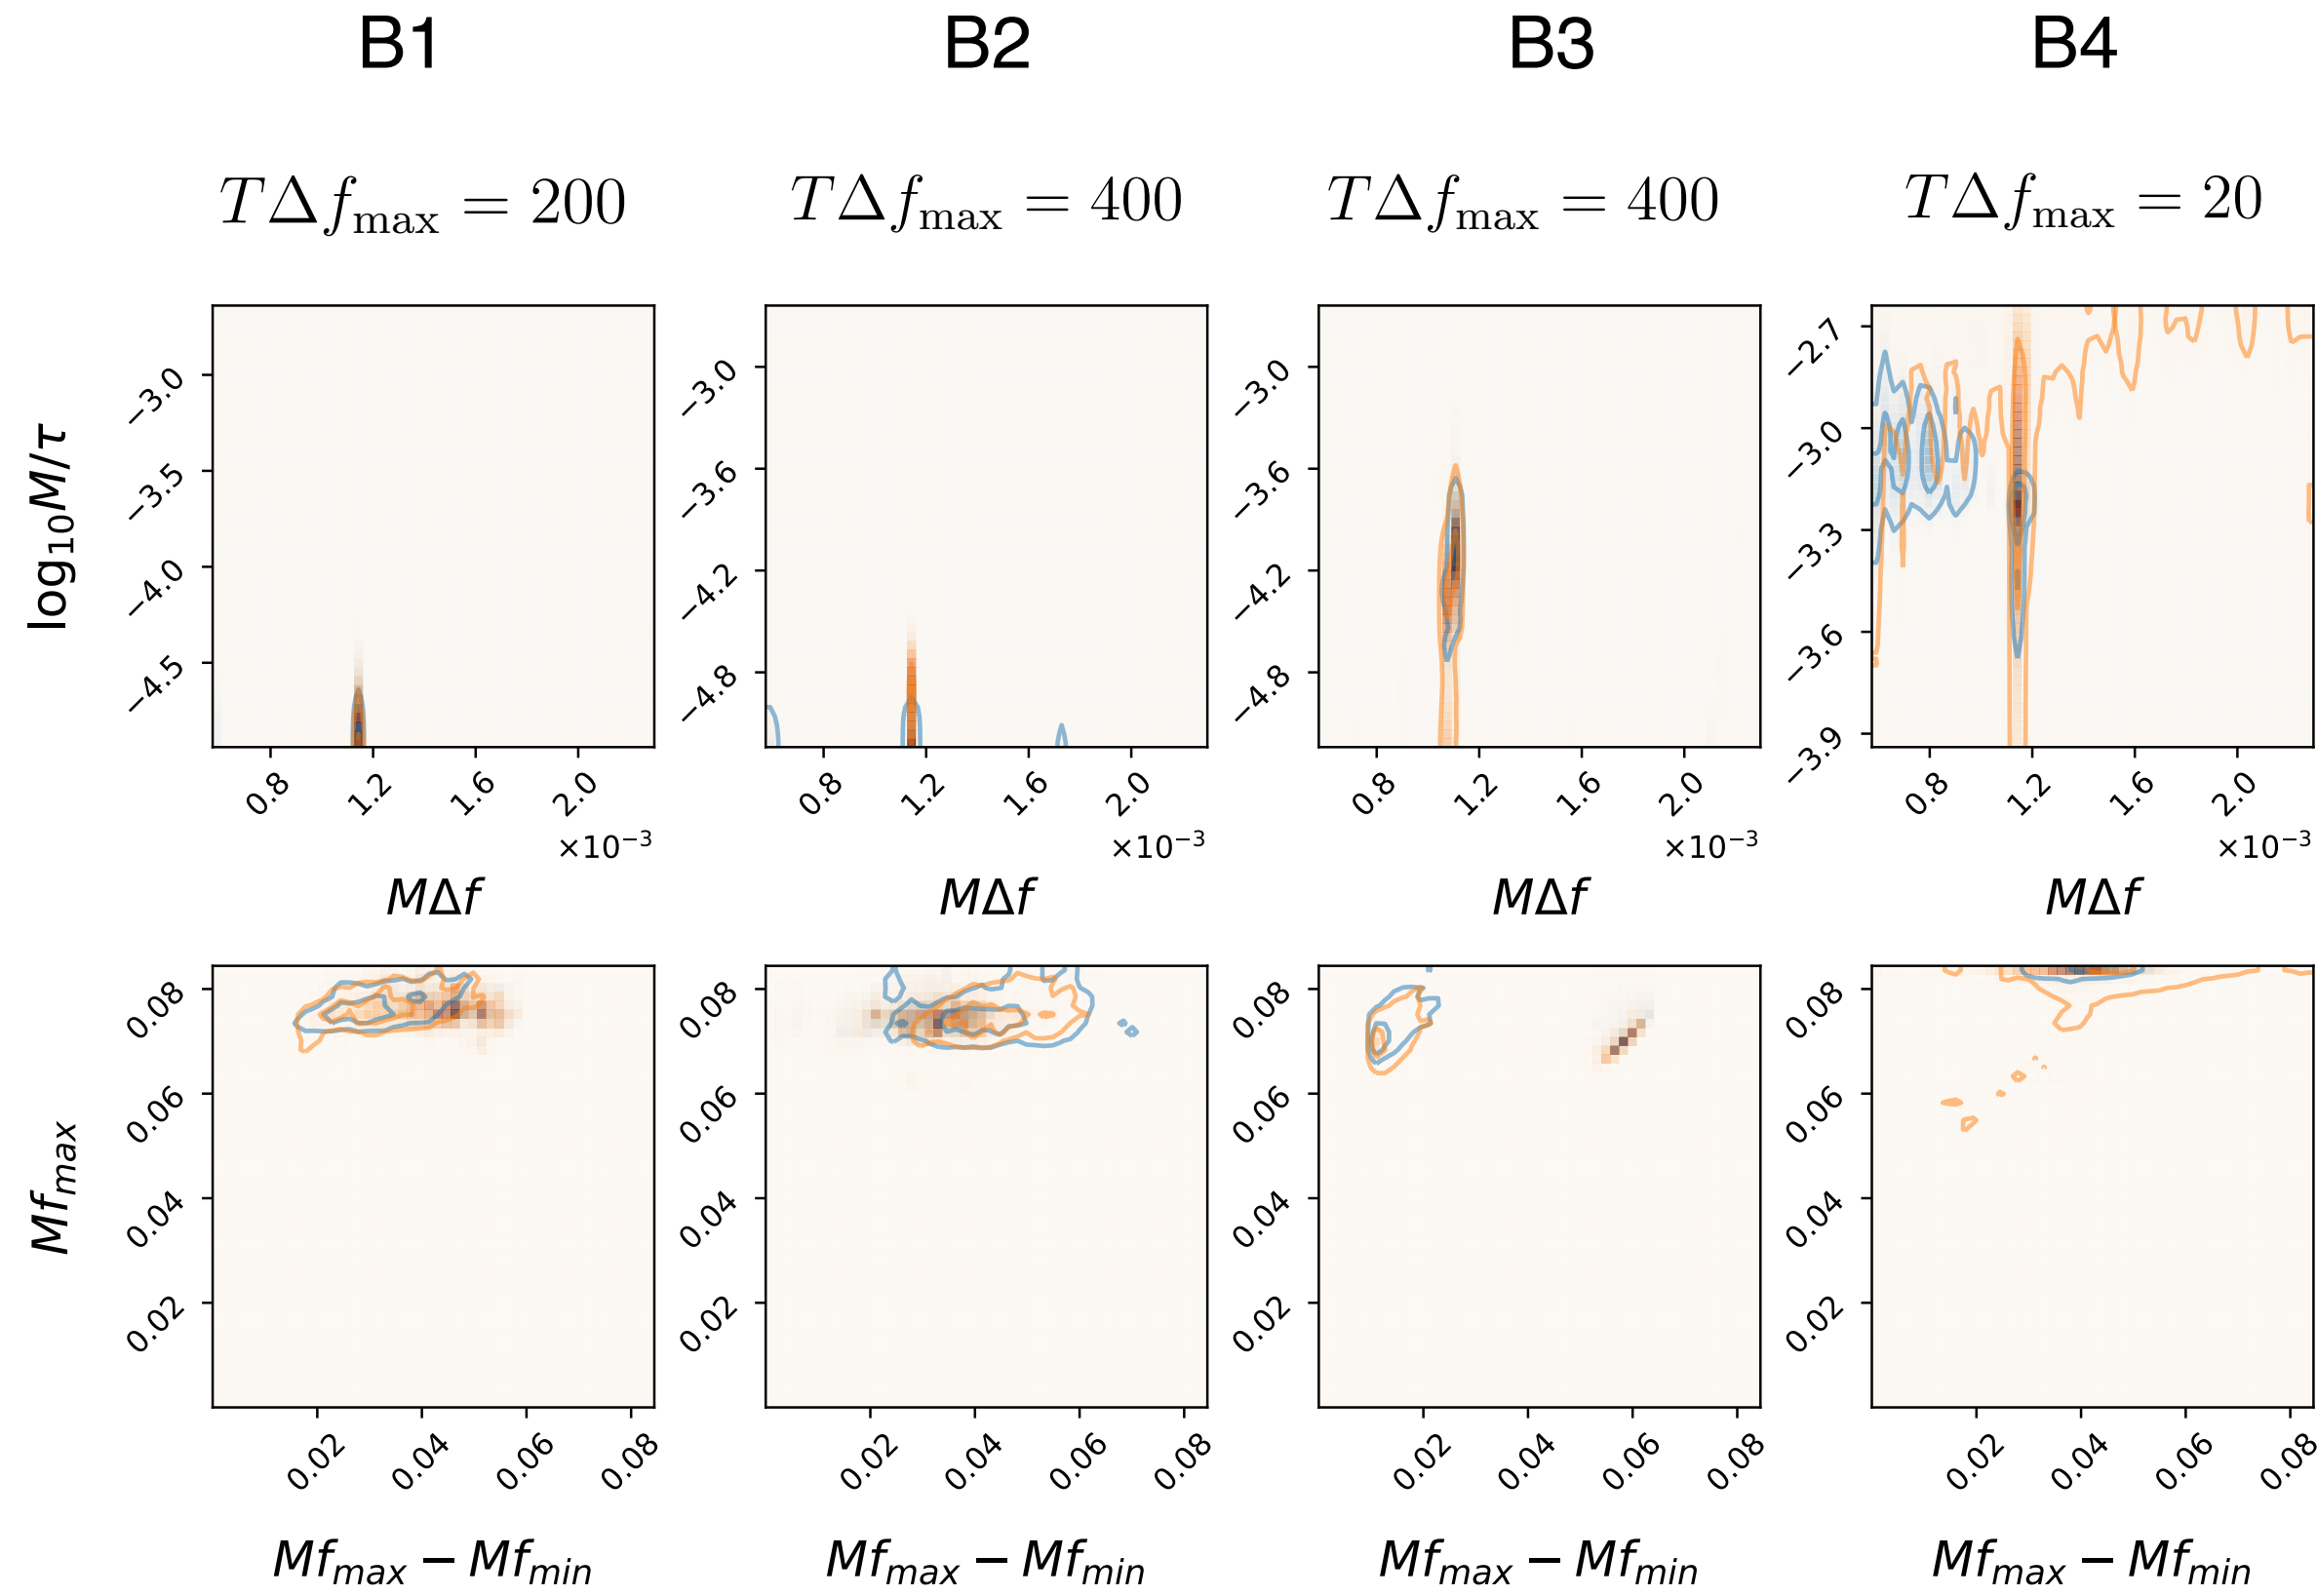 B1 B2 B3 B4
TΔf_max = 200 TΔf_max = 400 TΔf_max = 400 TΔf_max = 20
log₁₀M/τ
−3.0 −3.5 −4.0 −4.5
−3.0 −3.6 −4.2 −4.8
−3.0 −3.6 −4.2 −4.8
−2.7 −3.0 −3.3 −3.6 −3.9
0.8 1.2 1.6 2.0 0.8 1.2 1.6 2.0 0.8 1.2 1.6 2.0 0.8 1.2 1.6 2.0
×10⁻³ ×10⁻³ ×10⁻³ ×10⁻³
MΔf MΔf MΔf MΔf
Mf_max
0.08 0.06 0.04 0.02
0.08 0.06 0.04 0.02
0.08 0.06 0.04 0.02
0.08 0.06 0.04 0.02
0.02 0.04 0.06 0.08 0.02 0.04 0.06 0.08 0.02 0.04 0.06 0.08 0.02 0.04 0.06 0.08
Mf_max − Mf_min Mf_max − Mf_min Mf_max − Mf_min Mf_max − Mf_min